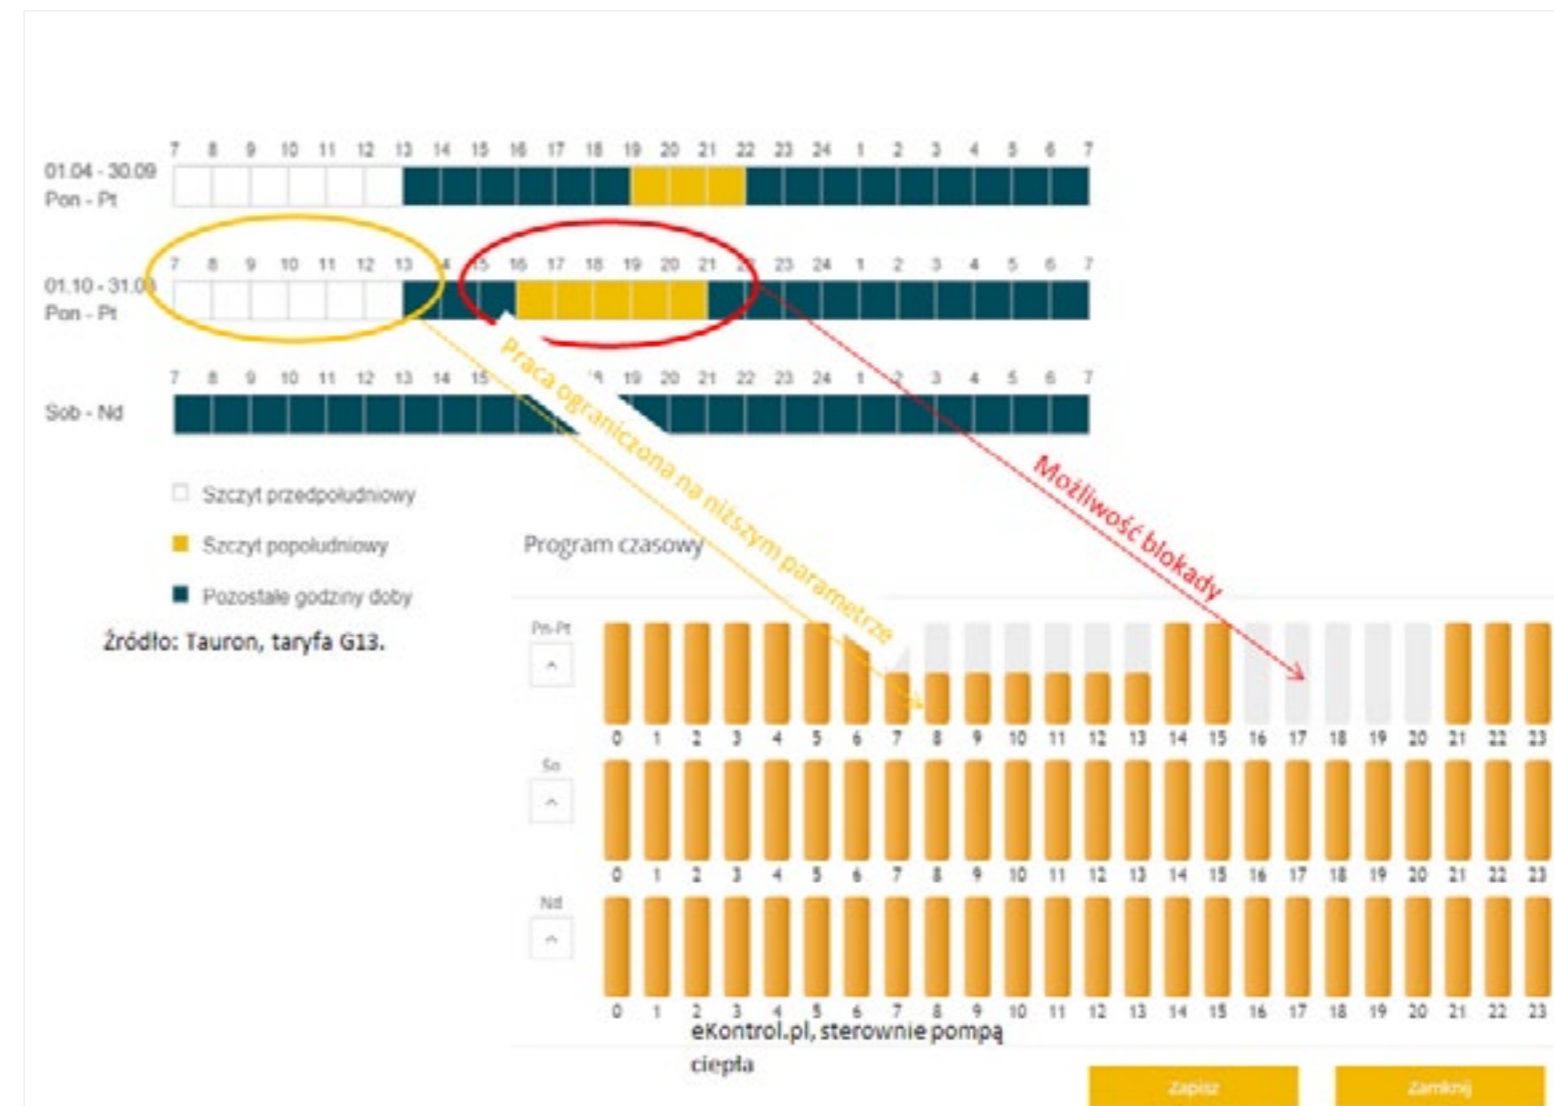 7 8 9 10 11 12 13 14 15 16 17 18 19 20 21 22 23 24 1 2 3 4 5 6 7
01.04 - 30.09
Pon - Pt
7 8 9 10 11 12 13 4 15 16 17 18 19 20 21 22 23 24 1 2 3 4 5 6 7
01.10 - 31.0
Pon - Pt
7 8 9 10 11 12 13 14 15 19 20 21 22 23 24 1 2 3 4 5 6 7
Sob - Nd
Praca ograniczona na niższym parametrze
Możliwość blokady
Szczyt przedpołudniowy
Szczyt popołudniowy
Pozostałe godziny doby
Źródło: Tauron, taryfa G13.
Program czasowy
Pn-Pt
0 1 2 3 4 5 6 7 8 9 10 11 12 13 14 15 16 17 18 19 20 21 22 23
So
0 1 2 3 4 5 6 7 8 9 10 11 12 13 14 15 16 17 18 19 20 21 22 23
Nd
0 1 2 3 4 5 6 7 8 9 10 11 12 13 14 15 16 17 18 19 20 21 22 23
eKontrol.pl, sterownie pompą
ciepła
Zapisz
Zamknij